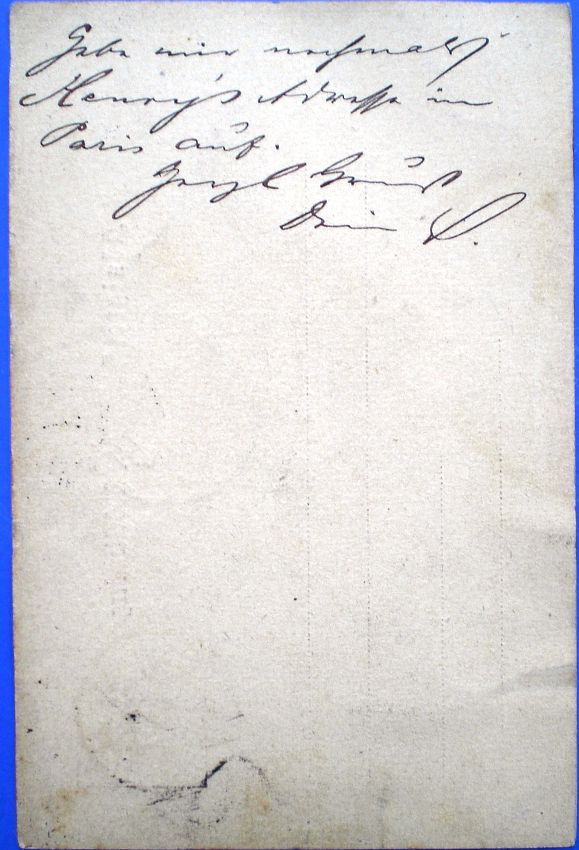 Gebe mir nochmals
Henry's Adresse in
Paris auf.
Herzl Gruß
Dein